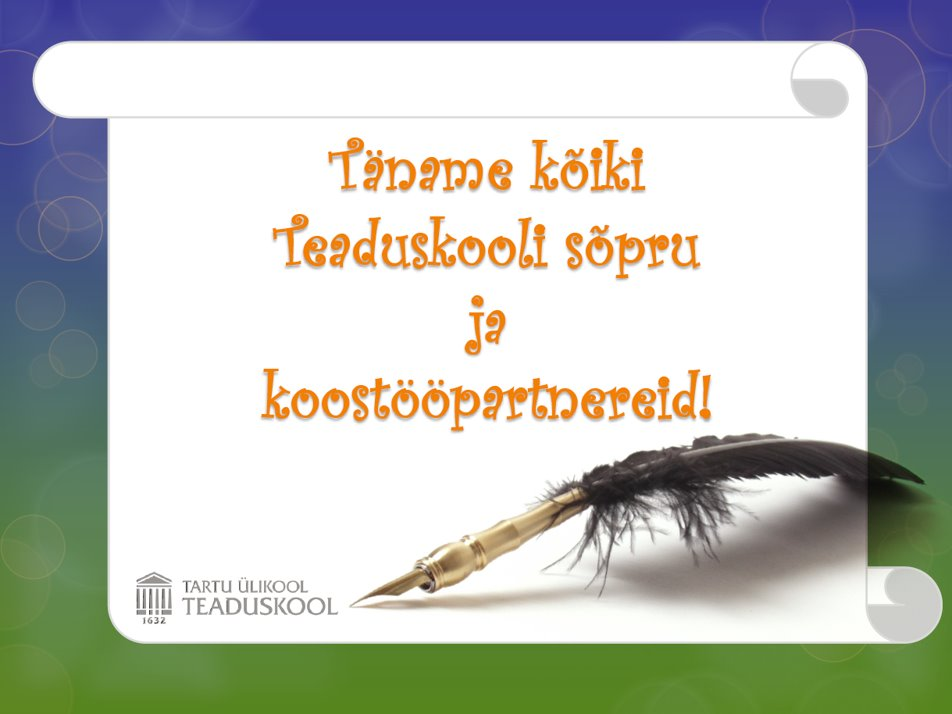 Täname kõiki
Teaduskooli sõpru
ja
koostööpartnereid!
TARTU ÜLIKOOL
TEADUSKOOL
1632